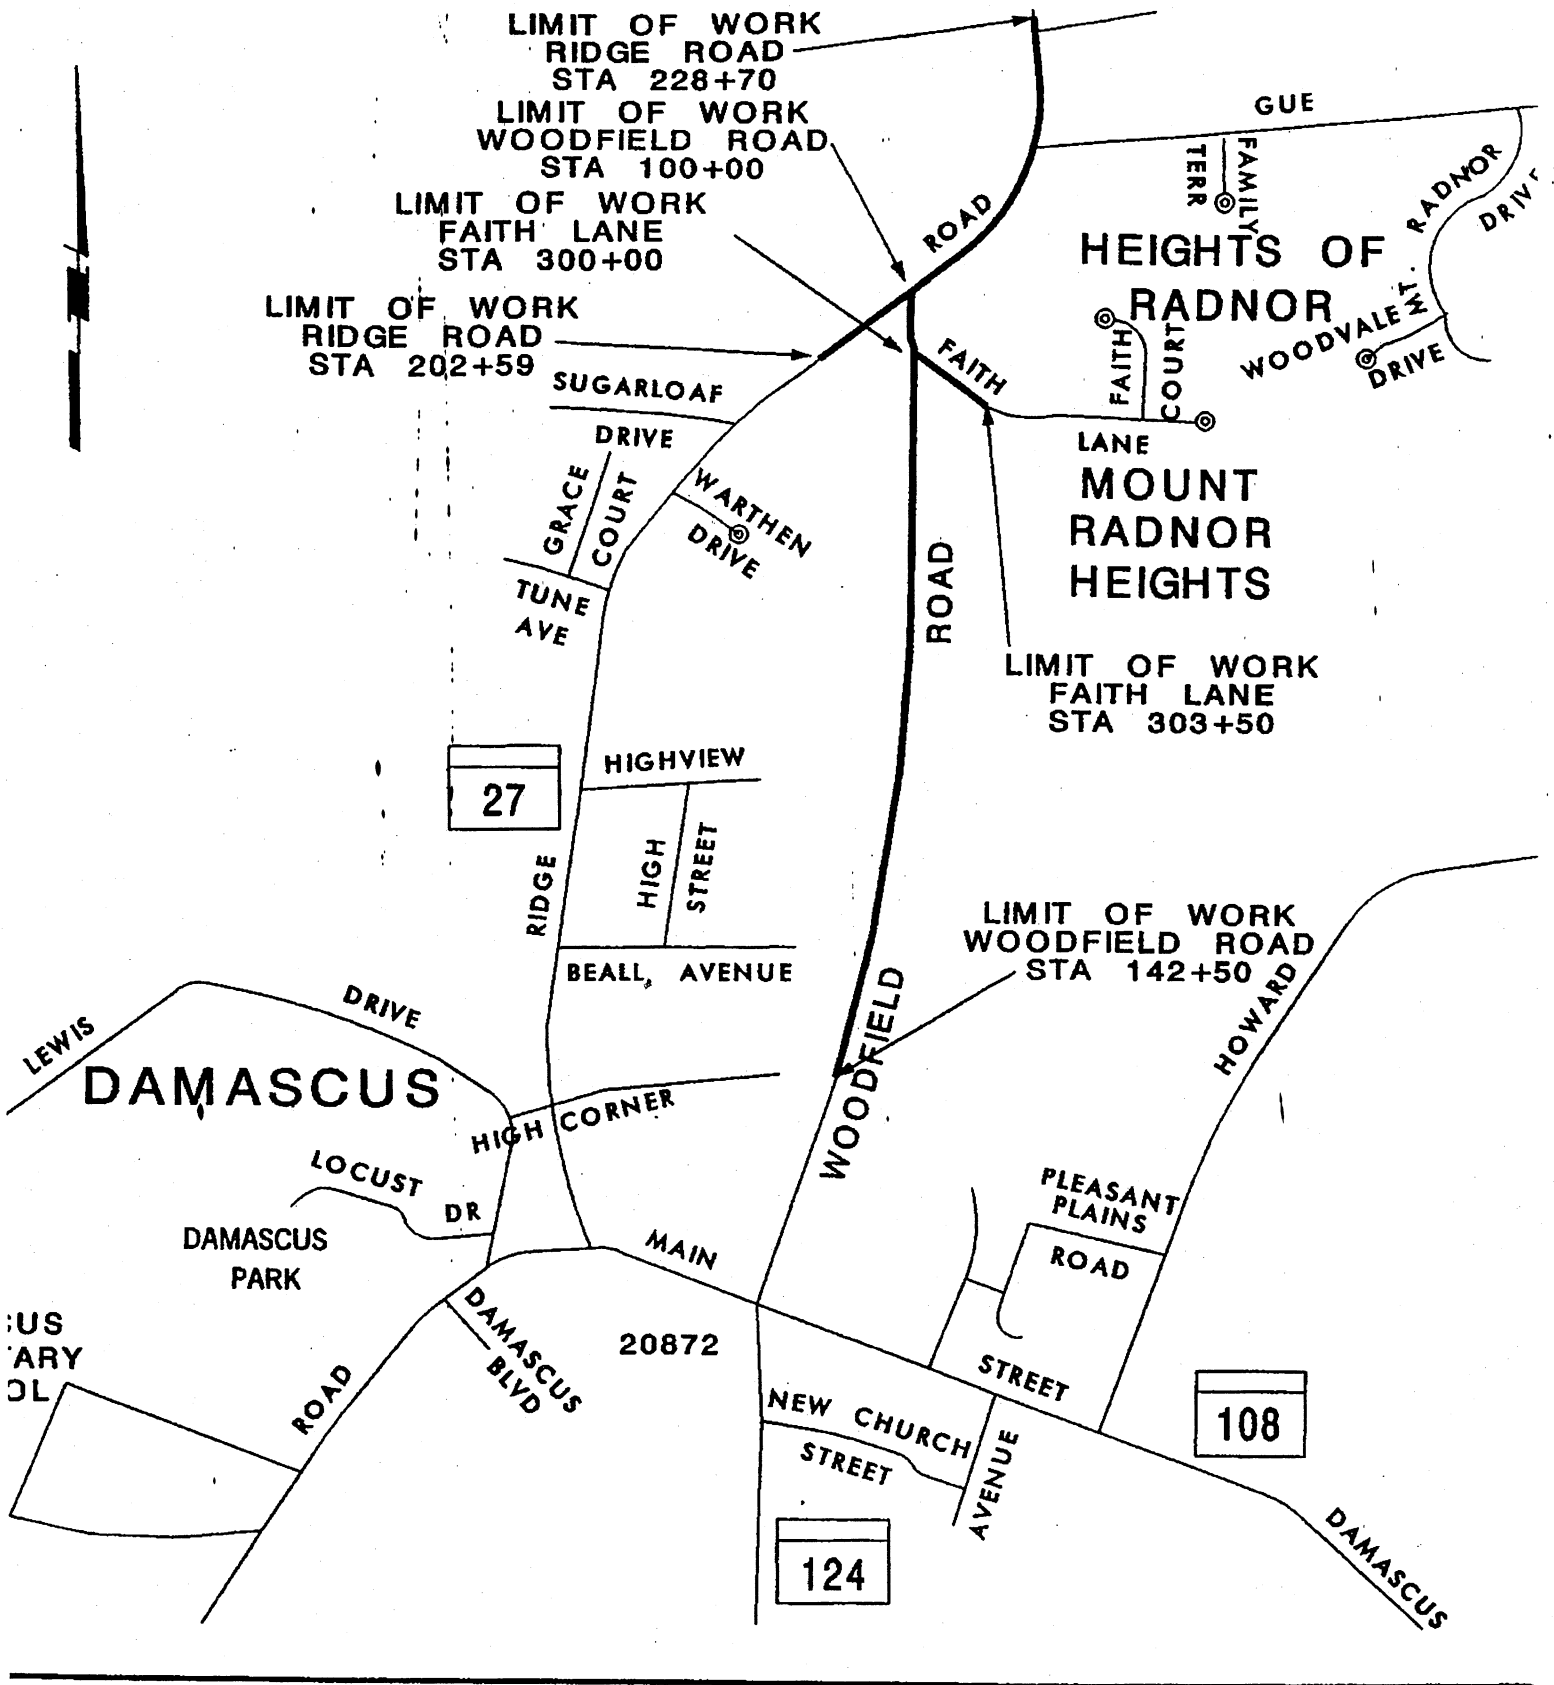 LIMIT OF WORK
RIDGE ROAD
STA 228+70
LIMIT OF WORK
WOODFIELD ROAD
STA 100+00
LIMIT OF WORK
FAITH LANE
STA 300+00
LIMIT OF WORK
RIDGE ROAD
STA 202+59
GUE
FAMILY
TERR
MT. RADNOR
DRIVE
ROAD
HEIGHTS OF
RADNOR
WOODVALE
DRIVE
FAITH
COURT
FAITH
LANE
SUGARLOAF
DRIVE
GRACE
COURT
WARTHEN
DRIVE
TUNE
AVE
MOUNT
RADNOR
HEIGHTS
ROAD
LIMIT OF WORK
FAITH LANE
STA 303+50
27
HIGHVIEW
HIGH
STREET
RIDGE
BEALL AVENUE
LIMIT OF WORK
WOODFIELD ROAD
STA 142+50
HOWARD
WOODFIELD
LEWIS
DRIVE
DAMASCUS
HIGH CORNER
LOCUST
DR
DAMASCUS
PARK
MAIN
PLEASANT
PLAINS
ROAD
CUS
TARY
OL
DAMASCUS
BLVD
20872
ROAD
STREET
NEW CHURCH
STREET
AVENUE
108
124
DAMASCUS